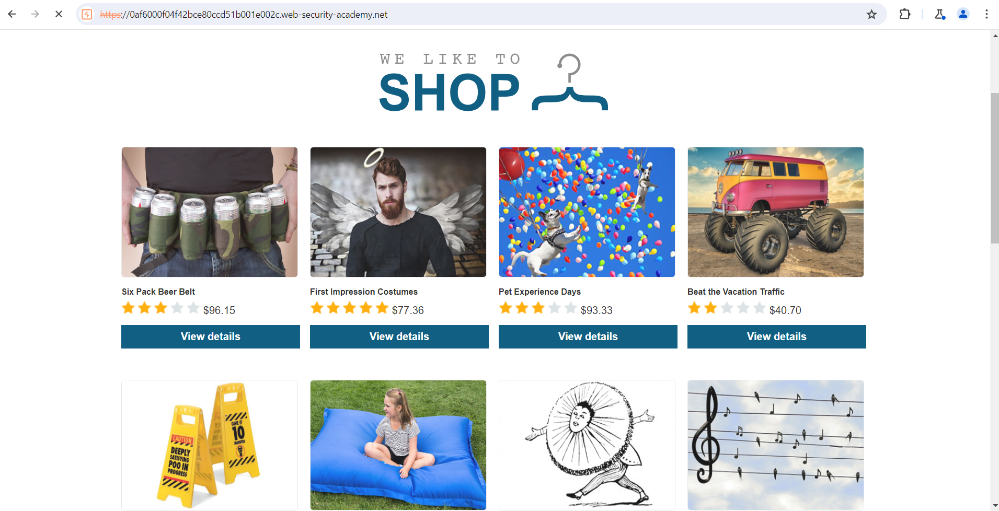 https://0af6000f04f42bce80ccd51b001e002c.web-security-academy.net
WE LIKE TO
SHOP
Six Pack Beer Belt
$96.15
View details
First Impression Costumes
$77.36
View details
Pet Experience Days
$93.33
View details
Beat the Vacation Traffic
$40.70
View details
CAUTION
DEEPLY
SATISYING
POO IN
PROGRESS
GIVE IT
10
MINUTES